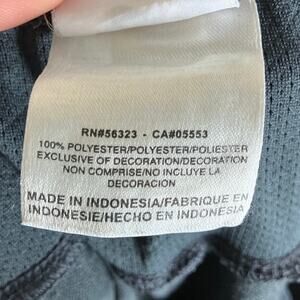 RN#56323 - CA#05553
100% POLYESTER/POLYESTER/POLIESTER
EXCLUSIVE OF DECORATION/DECORATION
NON COMPRISE/NO INCLUYE LA
DECORACION
MADE IN INDONESIA/FABRIQUE EN
INDONESIE/HECHO EN INDONESIA